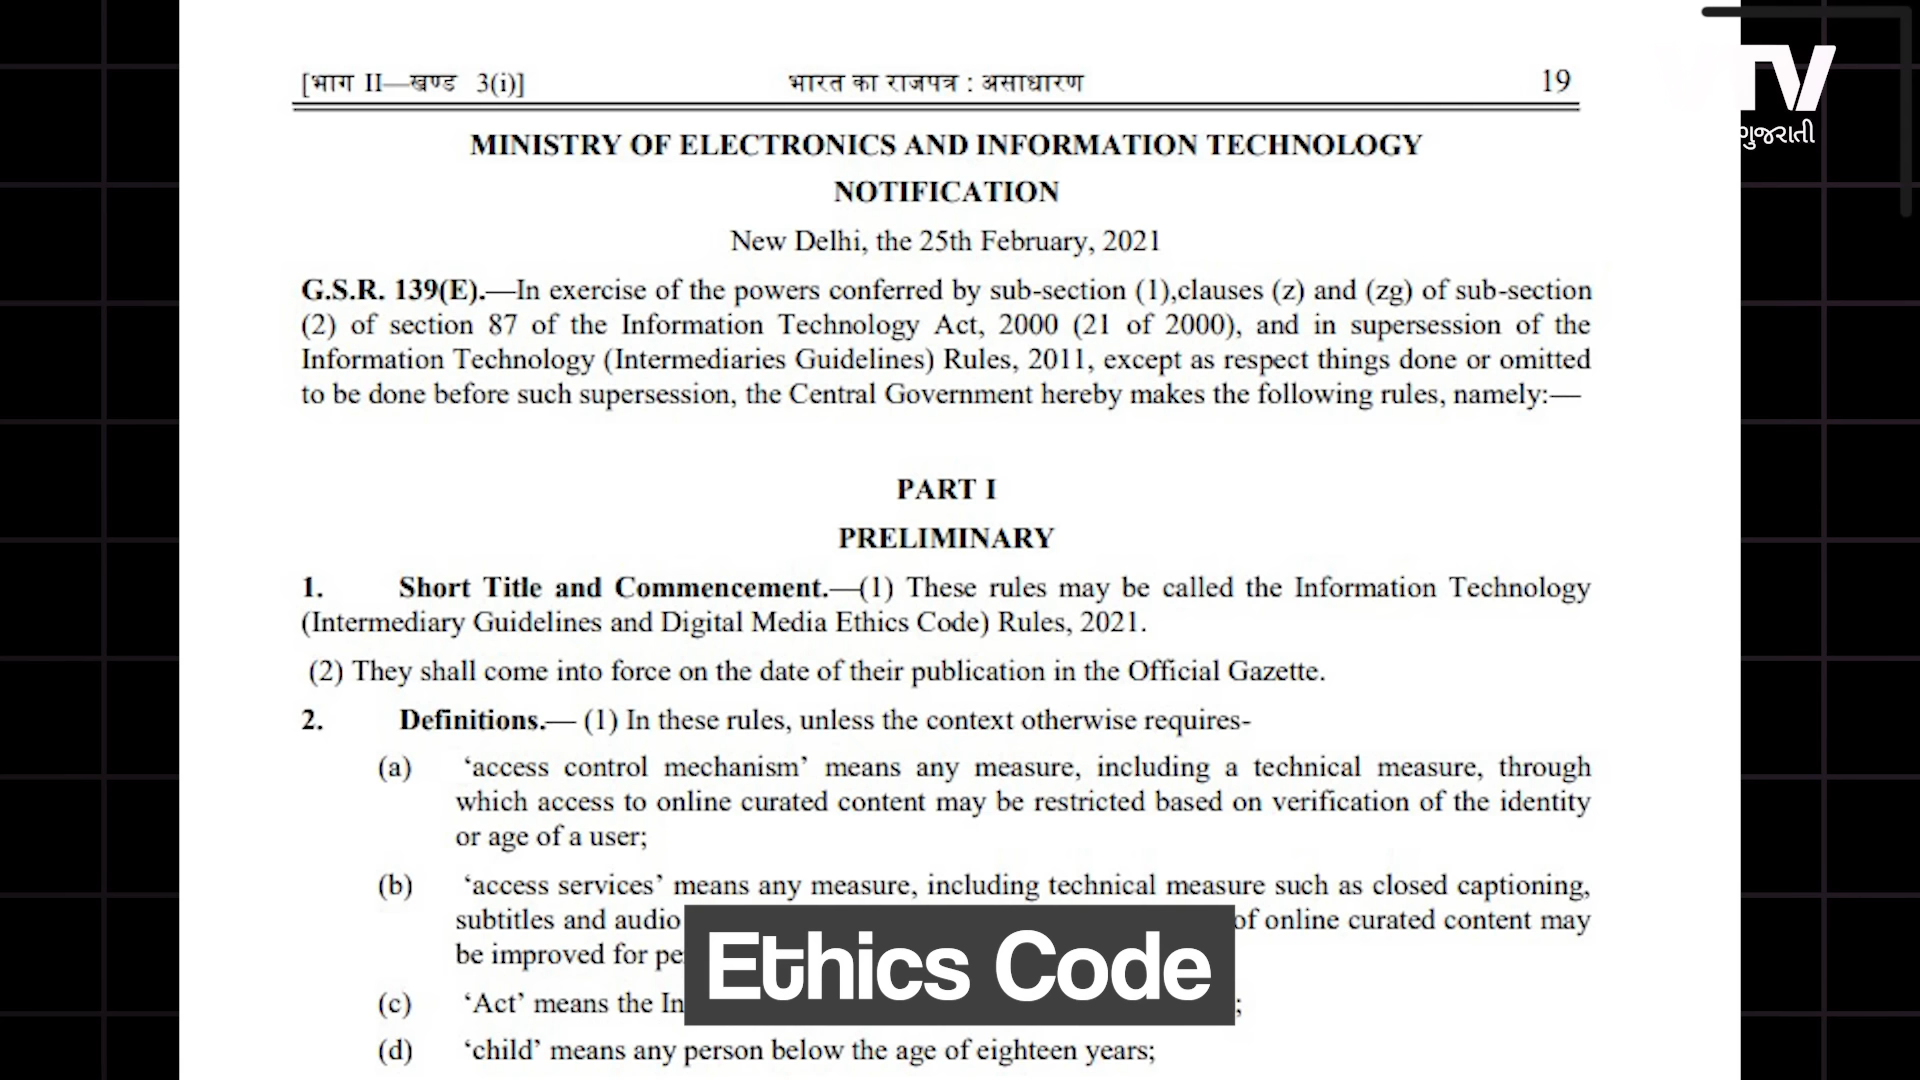 [भाग II—खण्ड 3(i)] भारत का राजपत्र : असाधारण 19
TV
ગુજરાતી
MINISTRY OF ELECTRONICS AND INFORMATION TECHNOLOGY
NOTIFICATION
New Delhi, the 25th February, 2021
G.S.R. 139(E).—In exercise of the powers conferred by sub-section (1),clauses (z) and (zg) of sub-section
(2) of section 87 of the Information Technology Act, 2000 (21 of 2000), and in supersession of the
Information Technology (Intermediaries Guidelines) Rules, 2011, except as respect things done or omitted
to be done before such supersession, the Central Government hereby makes the following rules, namely:—
PART I
PRELIMINARY
1. Short Title and Commencement.—(1) These rules may be called the Information Technology
(Intermediary Guidelines and Digital Media Ethics Code) Rules, 2021.
(2) They shall come into force on the date of their publication in the Official Gazette.
2. Definitions.— (1) In these rules, unless the context otherwise requires-
(a) ‘access control mechanism’ means any measure, including a technical measure, through
which access to online curated content may be restricted based on verification of the identity
or age of a user;
(b) ‘access services’ means any measure, including technical measure such as closed captioning,
subtitles and audio of online curated content may
be improved for pe
Ethics Code
(c) ‘Act’ means the In ;
(d) ‘child’ means any person below the age of eighteen years;